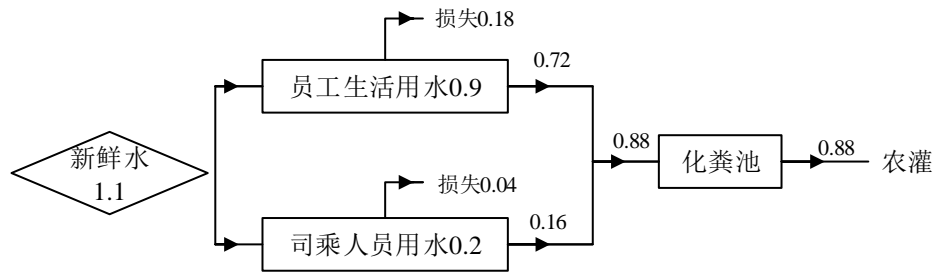 损失0.18
员工生活用水0.9
0.72
新鲜水
1.1
0.88
化粪池
0.88
农灌
损失0.04
司乘人员用水0.2
0.16